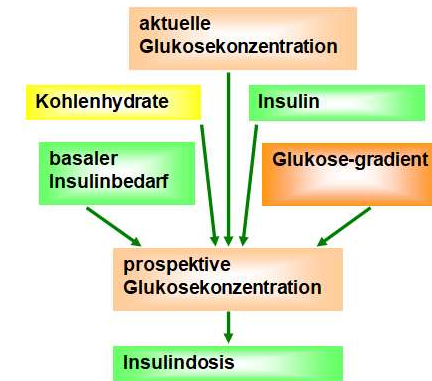 aktuelle
Glukosekonzentration
Kohlenhydrate
Insulin
basaler
Insulinbedarf
Glukose-gradient
prospektive
Glukosekonzentration
Insulindosis